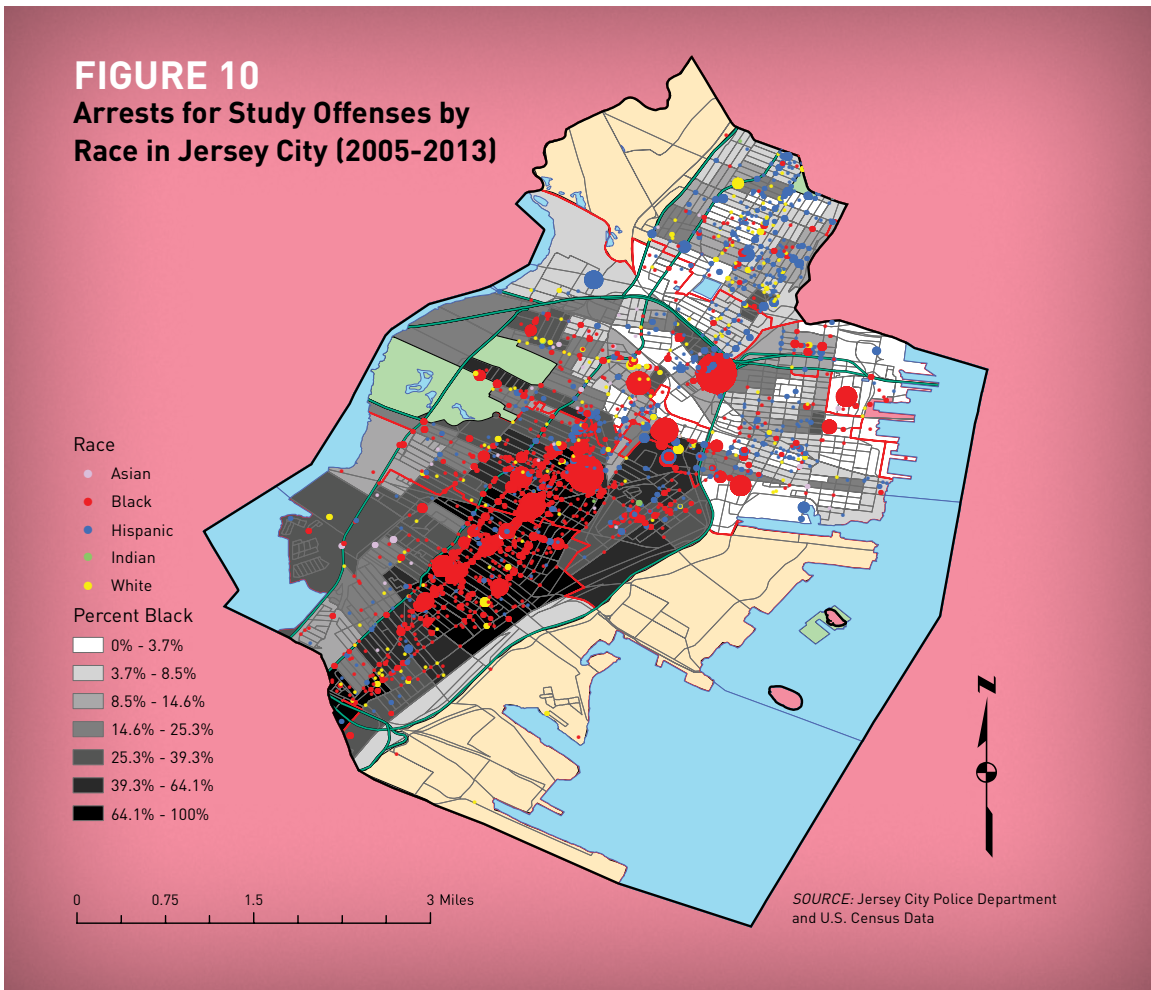 FIGURE 10
Arrests for Study Offenses by
Race in Jersey City (2005-2013)
Race
Asian
Black
Hispanic
Indian
White
Percent Black
0% - 3.7%
3.7% - 8.5%
8.5% - 14.6%
14.6% - 25.3%
25.3% - 39.3%
39.3% - 64.1%
64.1% - 100%
N
0 0.75 1.5 3 Miles
SOURCE: Jersey City Police Department
and U.S. Census Data